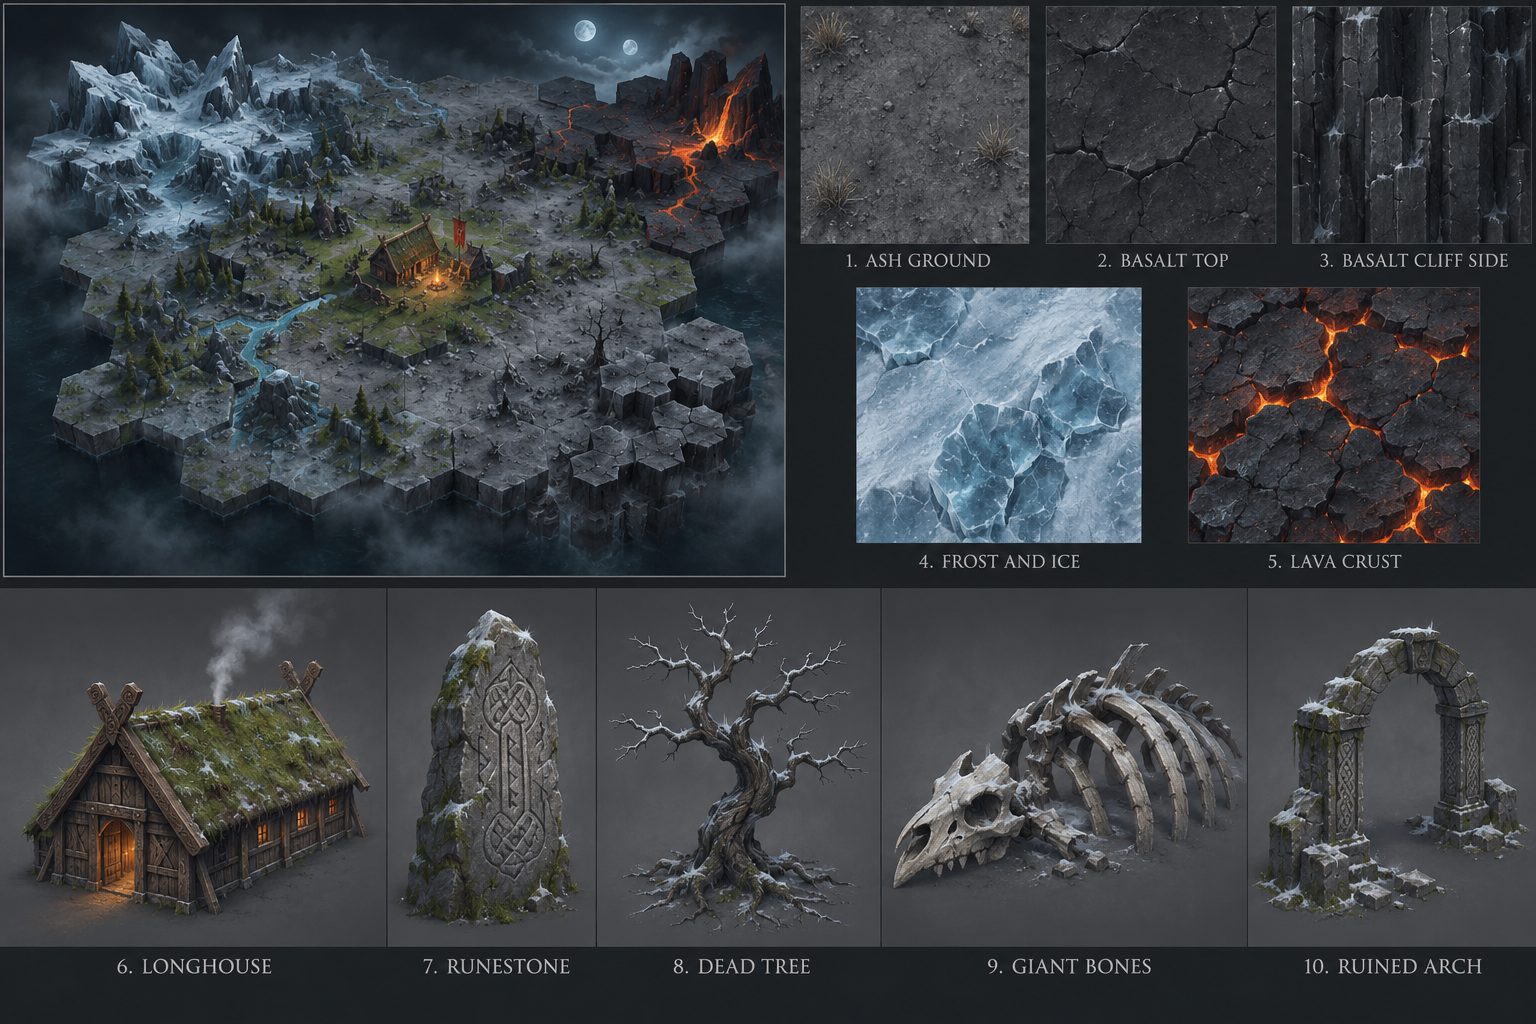 1. ASH GROUND
2. BASALT TOP
3. BASALT CLIFF SIDE
4. FROST AND ICE
5. LAVA CRUST
6. LONGHOUSE
7. RUNESTONE
8. DEAD TREE
9. GIANT BONES
10. RUINED ARCH